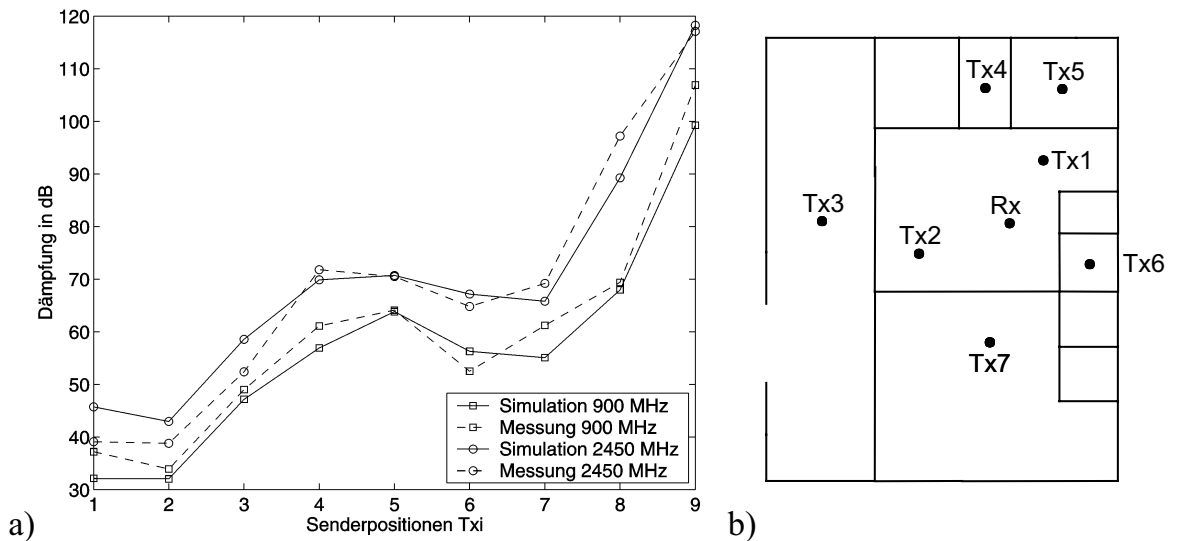 120
110
100
90
80
70
60
50
40
30
Dämpfung in dB
1 2 3 4 5 6 7 8 9
Senderpositionen Txi
Simulation 900 MHz
Messung 900 MHz
Simulation 2450 MHz
Messung 2450 MHz
a)
Tx4
Tx5
Tx1
Tx3
Rx
Tx2
Tx6
Tx7
b)